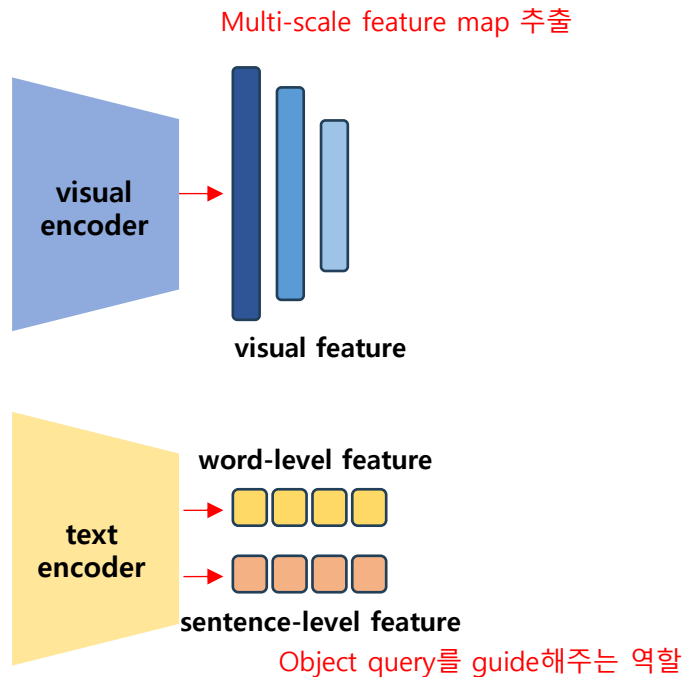 Multi-scale feature map 추출
visual
encoder
visual feature
word-level feature
text
encoder
sentence-level feature
Object query를 guide해주는 역할